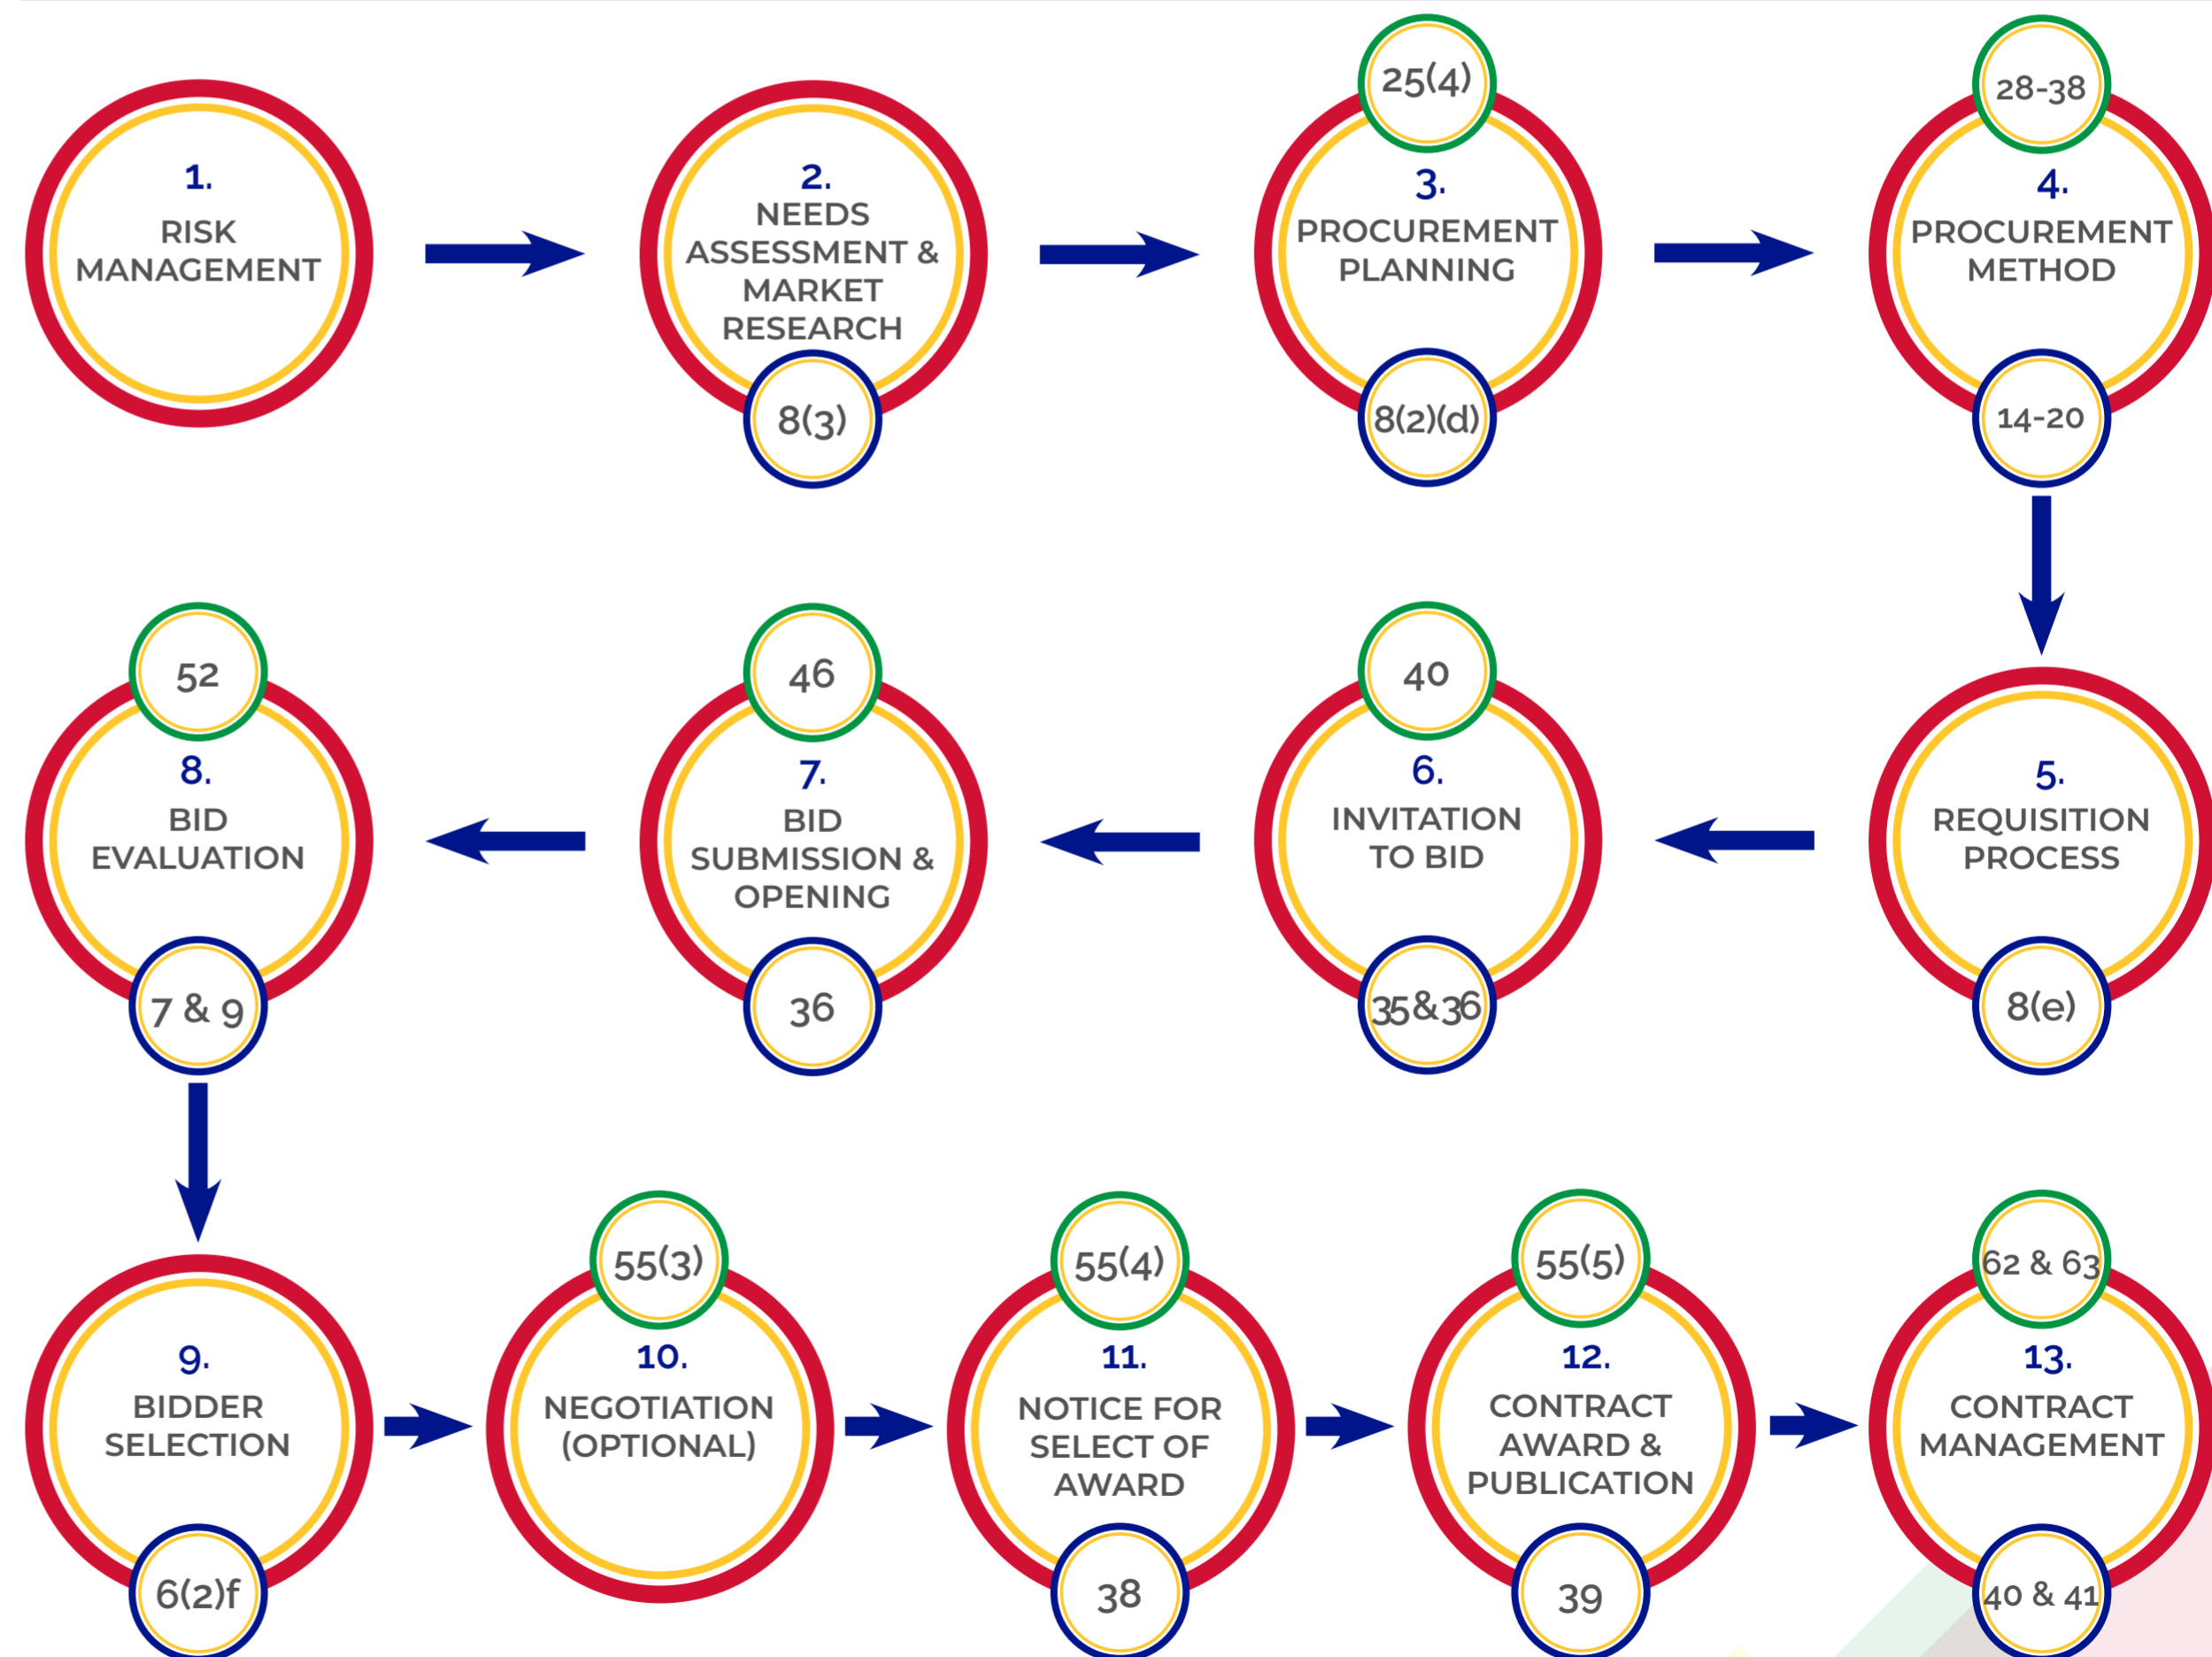 1.
RISK
MANAGEMENT
2.
NEEDS
ASSESSMENT &
MARKET
RESEARCH
8(3)
25(4)
3.
PROCUREMENT
PLANNING
8(2)(d)
28-38
4.
PROCUREMENT
METHOD
14-20
5.
REQUISITION
PROCESS
8(e)
40
6.
INVITATION
TO BID
35&36
46
7.
BID
SUBMISSION &
OPENING
36
52
8.
BID
EVALUATION
7 & 9
9.
BIDDER
SELECTION
6(2)f
55(3)
10.
NEGOTIATION
(OPTIONAL)
55(4)
11.
NOTICE FOR
SELECT OF
AWARD
38
55(5)
12.
CONTRACT
AWARD &
PUBLICATION
39
62 & 63
13.
CONTRACT
MANAGEMENT
40 & 41